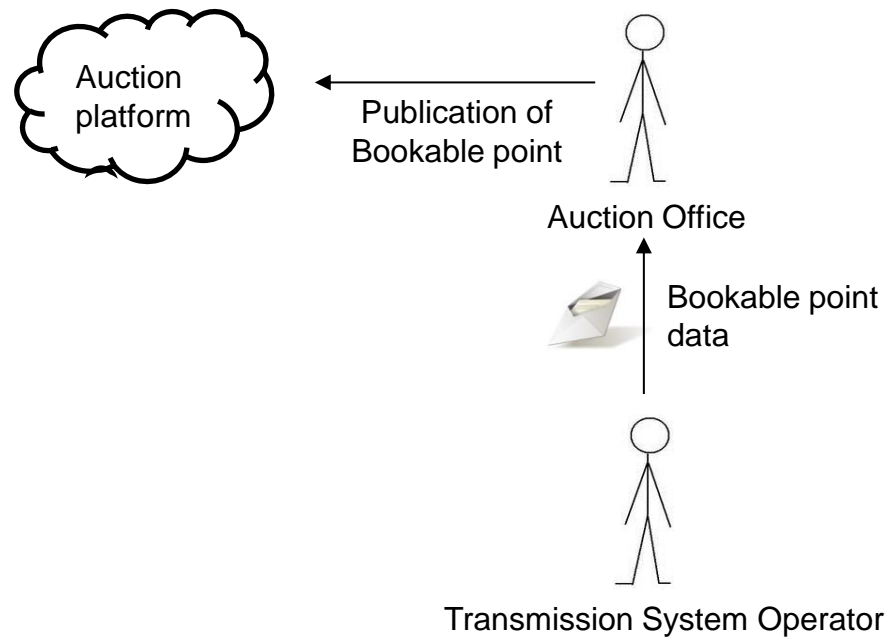 Auction
platform
Publication of
Bookable point
Auction Office
Bookable point
data
Transmission System Operator